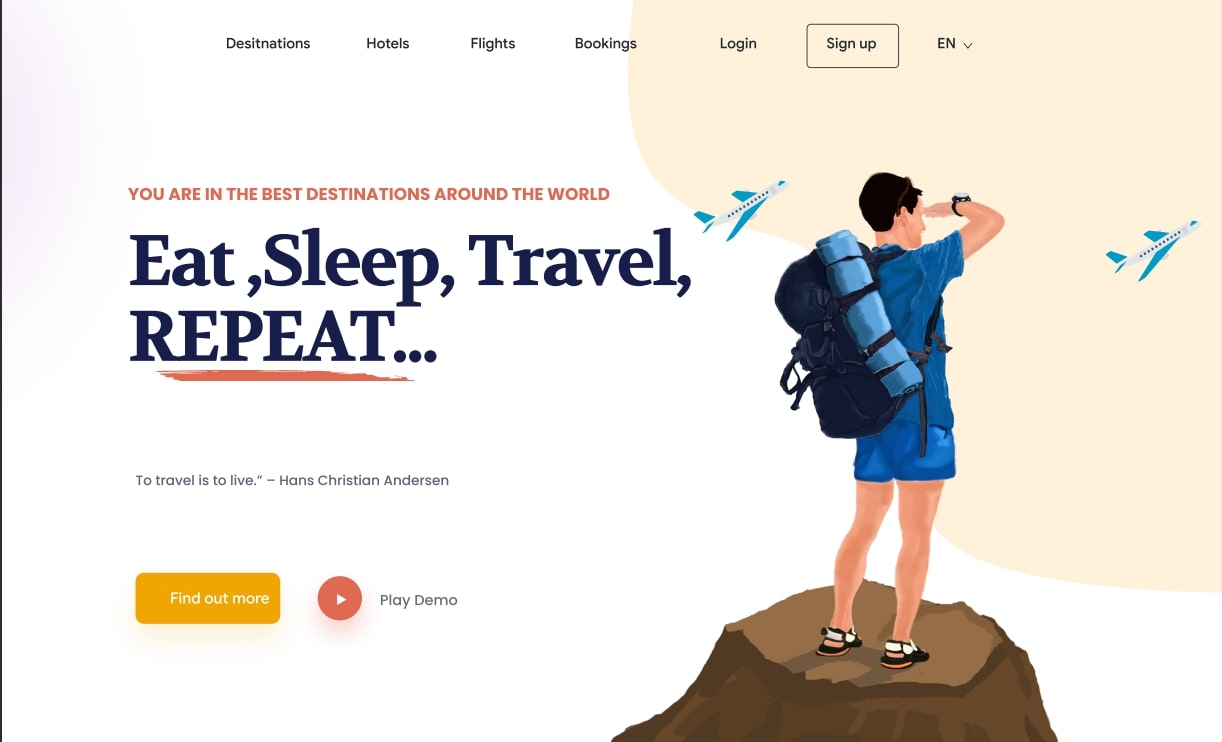 Desitnations Hotels Flights Bookings Login Sign up EN
YOU ARE IN THE BEST DESTINATIONS AROUND THE WORLD
Eat ,Sleep, Travel,
REPEAT...
To travel is to live.” – Hans Christian Andersen
Find out more Play Demo